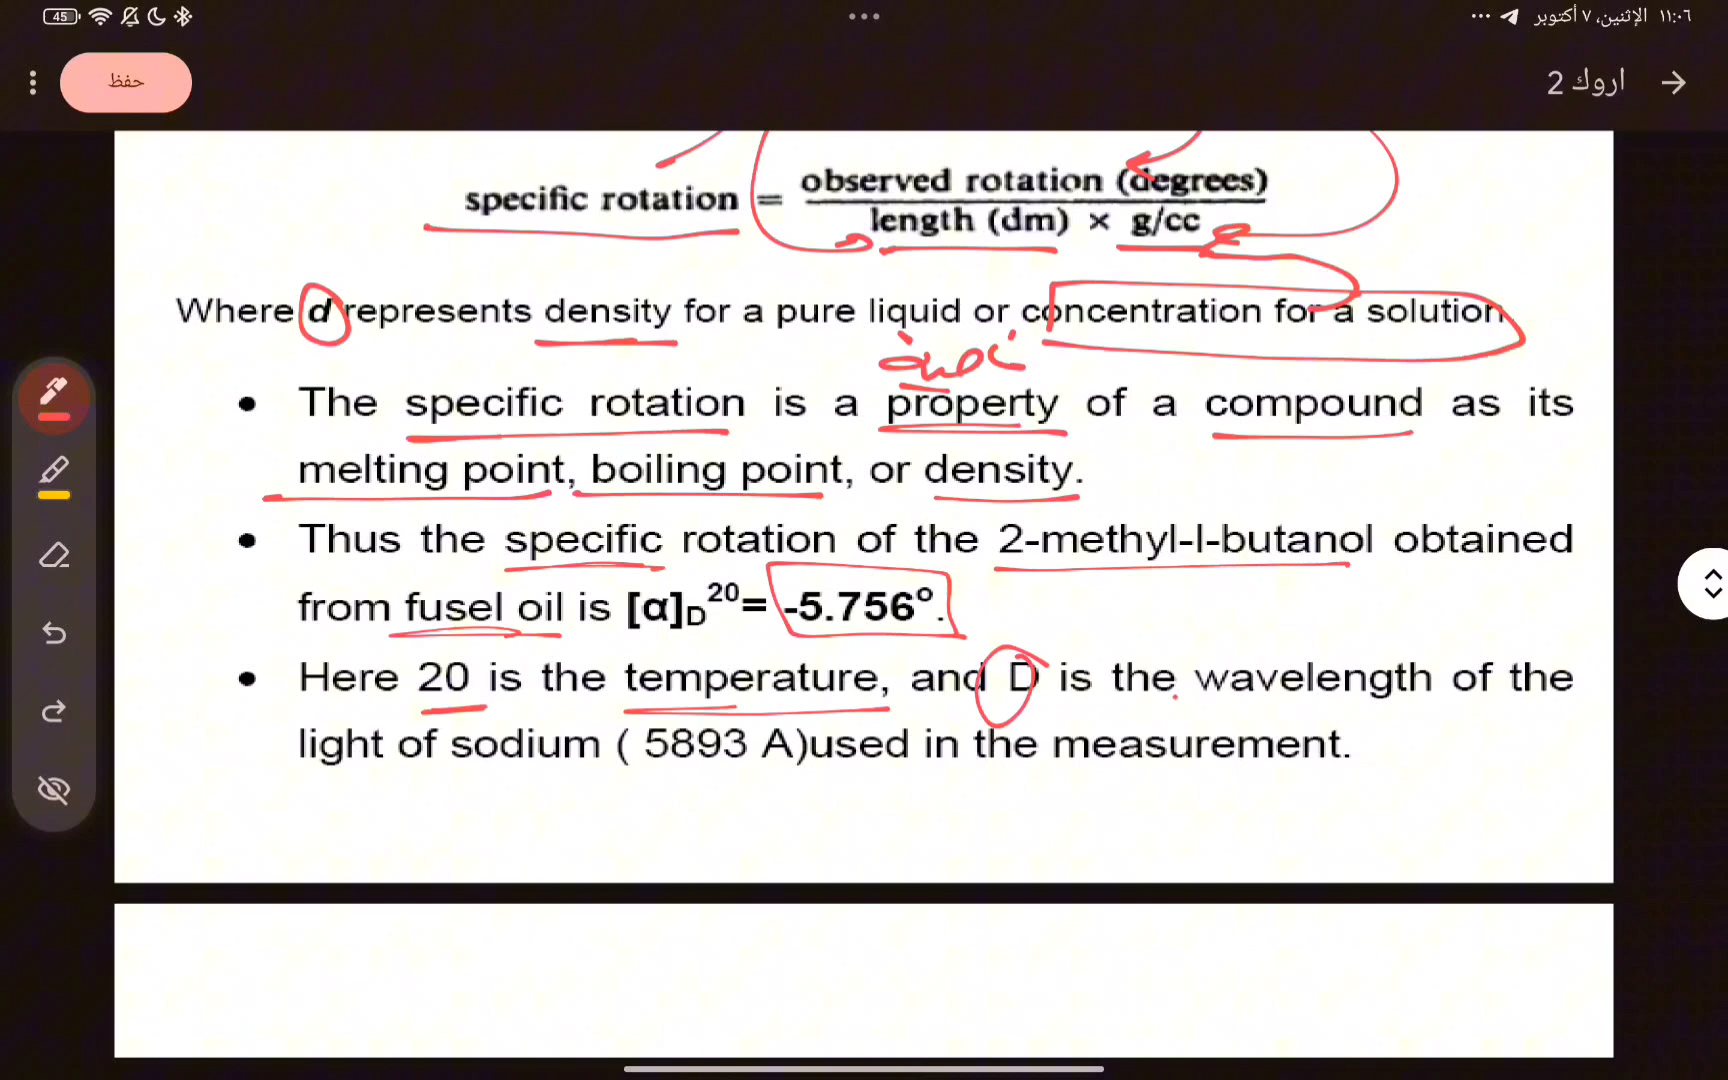 45
١١:٠٦ الإثنين، ٧ أكتوبر
حفظ
اروك 2
specific rotation = observed rotation (degrees)
length (dm) × g/cc
Where d represents density for a pure liquid or concentration for a solution
• The specific rotation is a property of a compound as its
melting point, boiling point, or density.
• Thus the specific rotation of the 2-methyl-l-butanol obtained
from fusel oil is [α]D20= -5.756°.
• Here 20 is the temperature, and D is the wavelength of the
light of sodium ( 5893 A)used in the measurement.